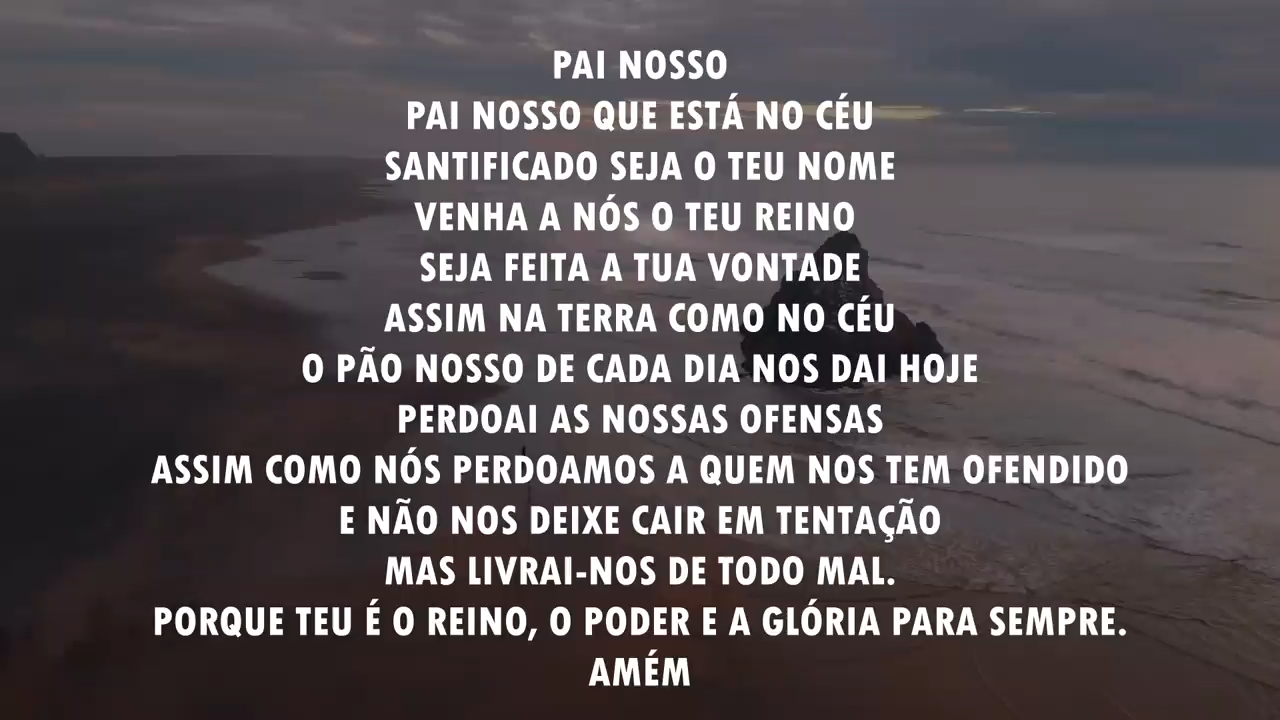 PAI NOSSO
PAI NOSSO QUE ESTÁ NO CÉU
SANTIFICADO SEJA O TEU NOME
VENHA A NÓS O TEU REINO
SEJA FEITA A TUA VONTADE
ASSIM NA TERRA COMO NO CÉU
O PÃO NOSSO DE CADA DIA NOS DAI HOJE
PERDOAI AS NOSSAS OFENSAS
ASSIM COMO NÓS PERDOAMOS A QUEM NOS TEM OFENDIDO
E NÃO NOS DEIXE CAIR EM TENTAÇÃO
MAS LIVRAI-NOS DE TODO MAL.
PORQUE TEU É O REINO, O PODER E A GLÓRIA PARA SEMPRE.
AMÉM